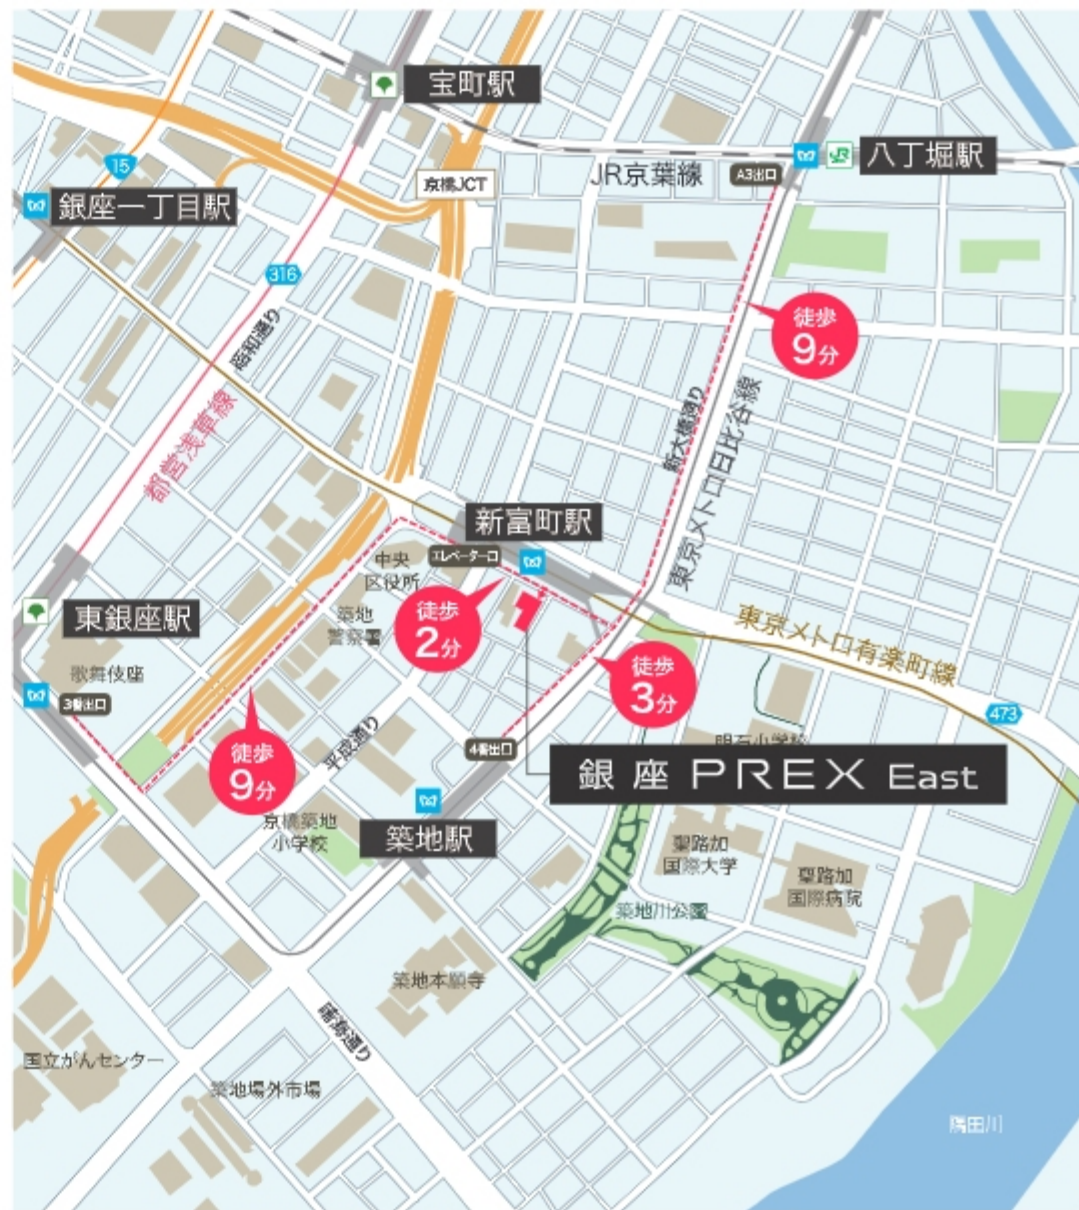 宝町駅
八丁堀駅
A3出口
JR京葉線
京橋JCT
15
銀座一丁目駅
316
昭和通り
徒歩
9分
都営浅草線
新大橋通り
東京メトロ日比谷線
新富町駅
エレベーター口
中央
区役所
徒歩
2分
築地
警察署
東銀座駅
歌舞伎座
3番出口
東京メトロ有楽町線
徒歩
3分
473
明石小学校
平成通り
4番出口
徒歩
9分
銀座 PREX East
京橋築地
小学校
築地駅
聖路加
国際大学
聖路加
国際病院
築地川公園
築地本願寺
晴海通り
国立がんセンター
築地場外市場
隅田川